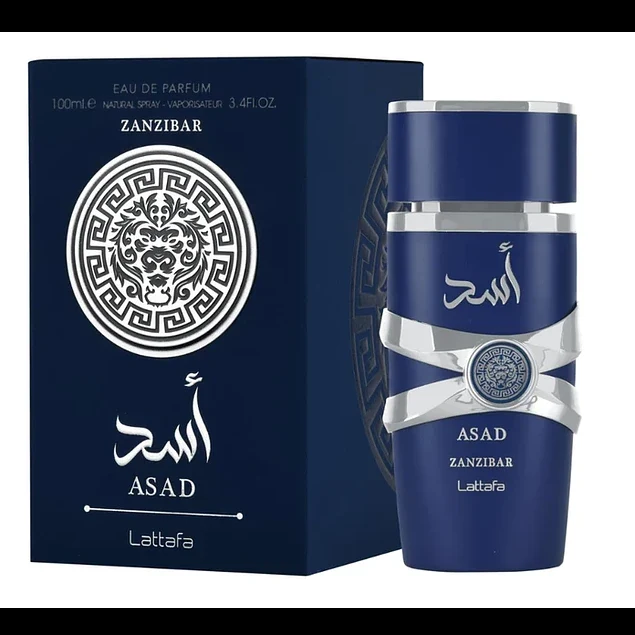 EAU DE PARFUM
100ml.e NATURAL SPRAY - VAPORISATEUR 3.4FL.OZ.
ZANZIBAR
أسد
ASAD
Lattafa
أسد
ASAD
ZANZIBAR
Lattafa